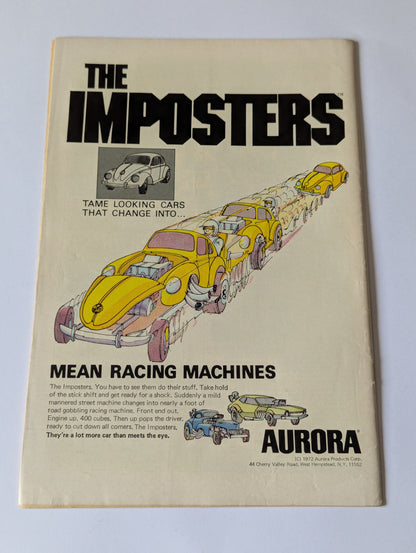 THE
IMPOSTERS™
TAME LOOKING CARS
THAT CHANGE INTO...
MEAN RACING MACHINES
The Imposters. You have to see them do their stuff. Take hold
of the stick shift and get ready for a shock. Suddenly a mild
mannered street machine changes into nearly a foot of
road gobbling racing machine. Front end out.
Engine up, 400 cubes. Then up pops the driver,
ready to cut down all comers. The Imposters,
They're a lot more car than meets the eye.
AURORA®
(C) 1972 Aurora Products Corp.
44 Cherry Valley Road, West Hempstead, N.Y. 11552